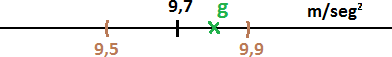 9,7 g m/seg²
( × (
9,5 9,9